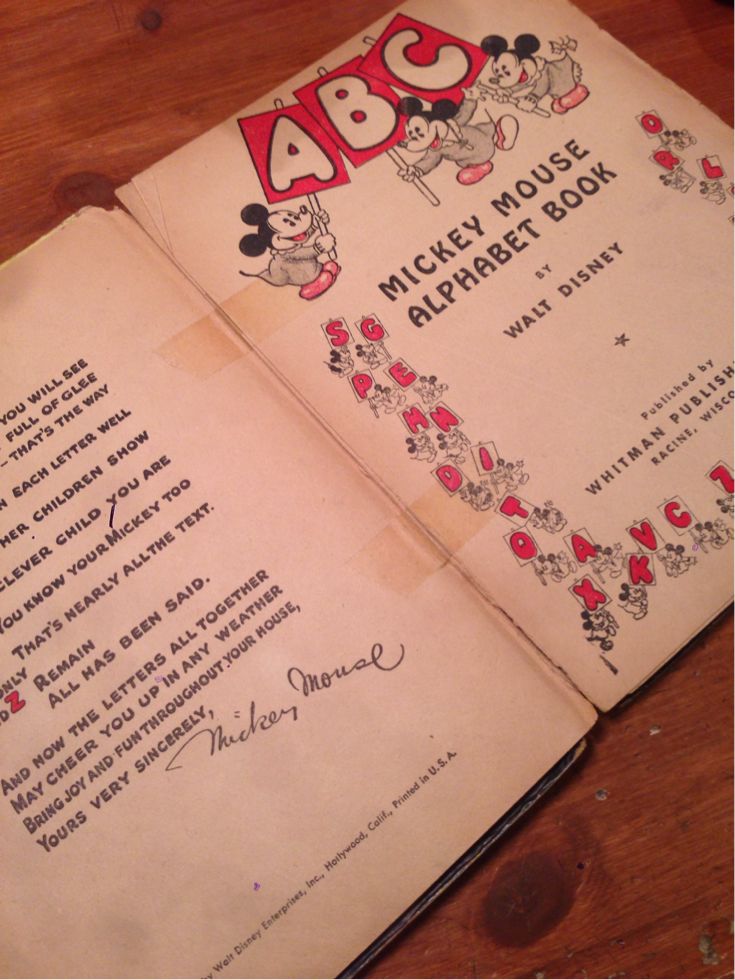 YOU WILL SEE
FULL OF GLEE
– THAT'S THE WAY
EACH LETTER WELL
HER CHILDREN SHOW
CLEVER CHILD YOU ARE
YOU KNOW YOUR MICKEY TOO
THAT'S NEARLY ALL THE TEXT.
Z REMAIN
ALL HAS BEEN SAID.
AND NOW THE LETTERS ALL TOGETHER
MAY CHEER YOU UP IN ANY WEATHER
BRING JOY AND FUN THROUGHOUT YOUR HOUSE,
YOURS VERY SINCERELY,
Mickey Mouse
by Walt Disney Enterprises, Inc., Hollywood, Calif., Printed in U.S.A.
ABC
MICKEY MOUSE
ALPHABET BOOK
BY
WALT DISNEY
Published by
WHITMAN PUBLISH
RACINE, WISCO
O
R L
S G
P E
H N
D I
O T
X A
K V C